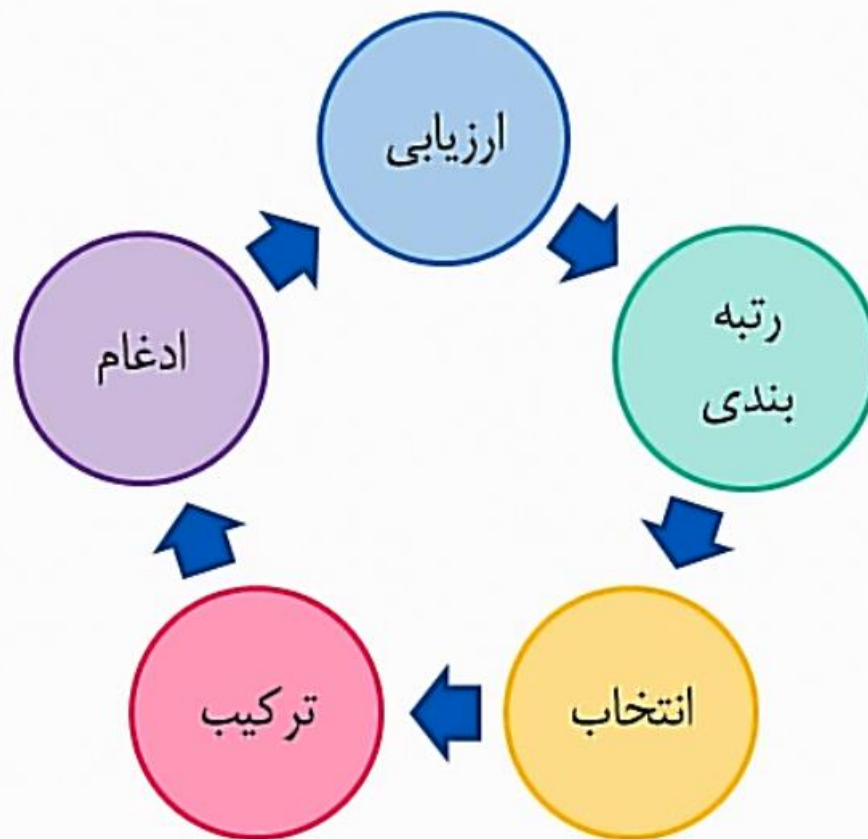 ارزیابی
رتبه
بندی
انتخاب
ترکیب
ادغام